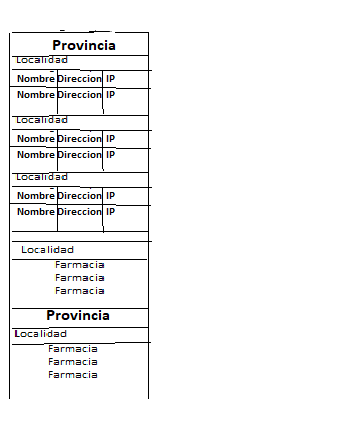 Provincia
Localidad
Nombre Direccion IP
Nombre Direccion IP
Localidad
Nombre Direccion IP
Nombre Direccion IP
Localidad
Nombre Direccion IP
Nombre Direccion IP
Localidad
Farmacia
Farmacia
Farmacia
Provincia
Localidad
Farmacia
Farmacia
Farmacia